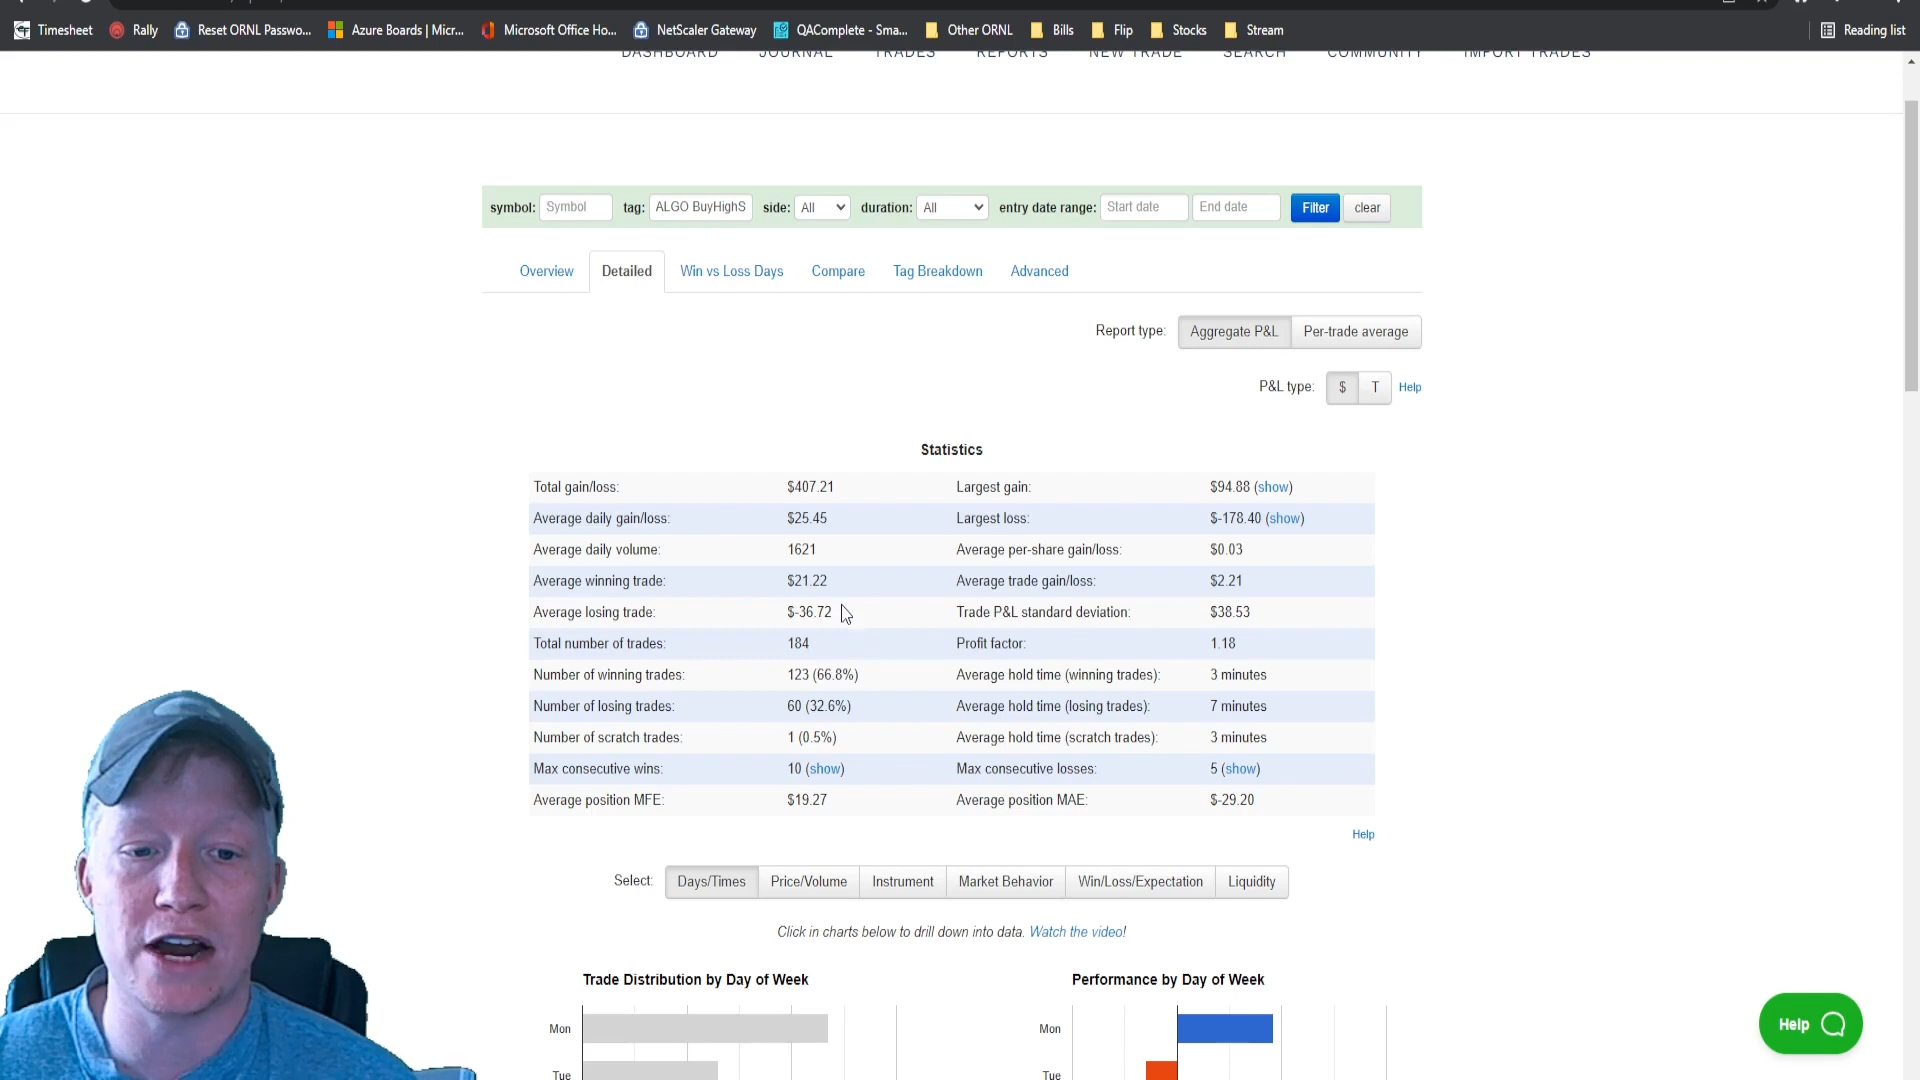 Timesheet Rally Reset ORNL Passwo... Azure Boards | Micr... Microsoft Office Ho... NetScaler Gateway QAComplete - Sma... Other ORNL Bills Flip Stocks Stream Reading list
DASHBOARD JOURNAL TRADES REPORTS NEW TRADE SEARCH COMMUNITY IMPORT TRADES
symbol: Symbol tag: ALGO BuyHighS side: All duration: All entry date range: Start date End date Filter clear
Overview Detailed Win vs Loss Days Compare Tag Breakdown Advanced
Report type: Aggregate P&L Per-trade average
P&L type: $ T Help
Statistics
Total gain/loss: $407.21 Largest gain: $94.88 (show)
Average daily gain/loss: $25.45 Largest loss: $-178.40 (show)
Average daily volume: 1621 Average per-share gain/loss: $0.03
Average winning trade: $21.22 Average trade gain/loss: $2.21
Average losing trade: $-36.72 Trade P&L standard deviation: $38.53
Total number of trades: 184 Profit factor: 1.18
Number of winning trades: 123 (66.8%) Average hold time (winning trades): 3 minutes
Number of losing trades: 60 (32.6%) Average hold time (losing trades): 7 minutes
Number of scratch trades: 1 (0.5%) Average hold time (scratch trades): 3 minutes
Max consecutive wins: 10 (show) Max consecutive losses: 5 (show)
Average position MFE: $19.27 Average position MAE: $-29.20
Help
Select: Days/Times Price/Volume Instrument Market Behavior Win/Loss/Expectation Liquidity
Click in charts below to drill down into data. Watch the video!
Trade Distribution by Day of Week Performance by Day of Week
Mon Mon
Tue Tue
Help